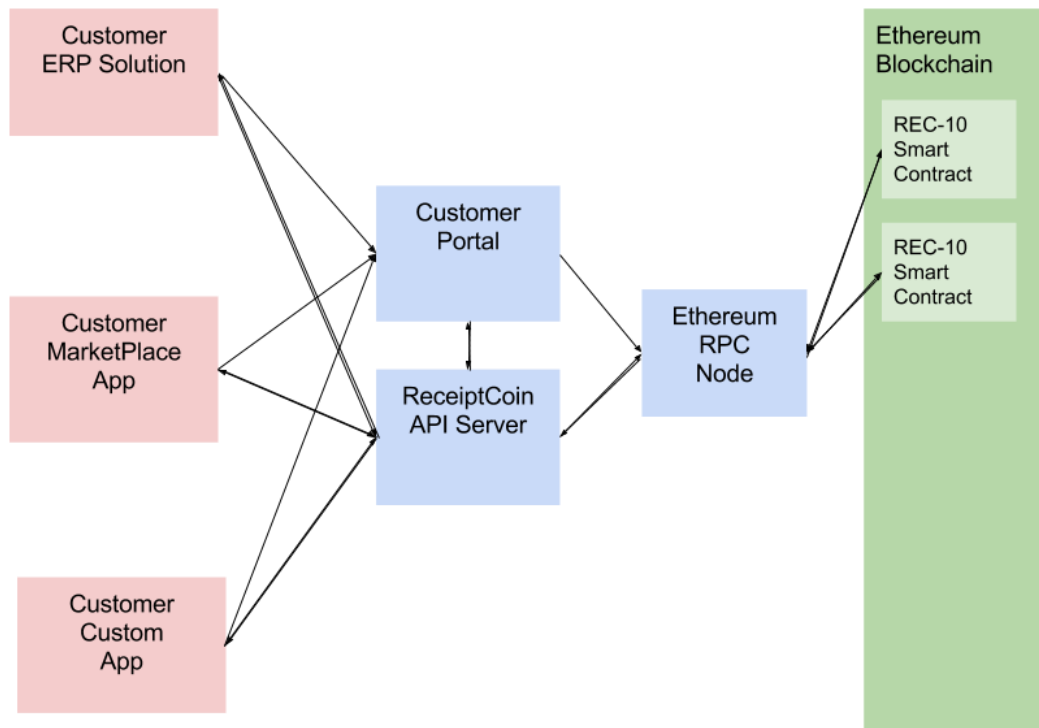 Customer
ERP Solution
Customer
MarketPlace
App
Customer
Custom
App
Customer
Portal
ReceiptCoin
API Server
Ethereum
RPC
Node
Ethereum
Blockchain
REC-10
Smart
Contract
REC-10
Smart
Contract